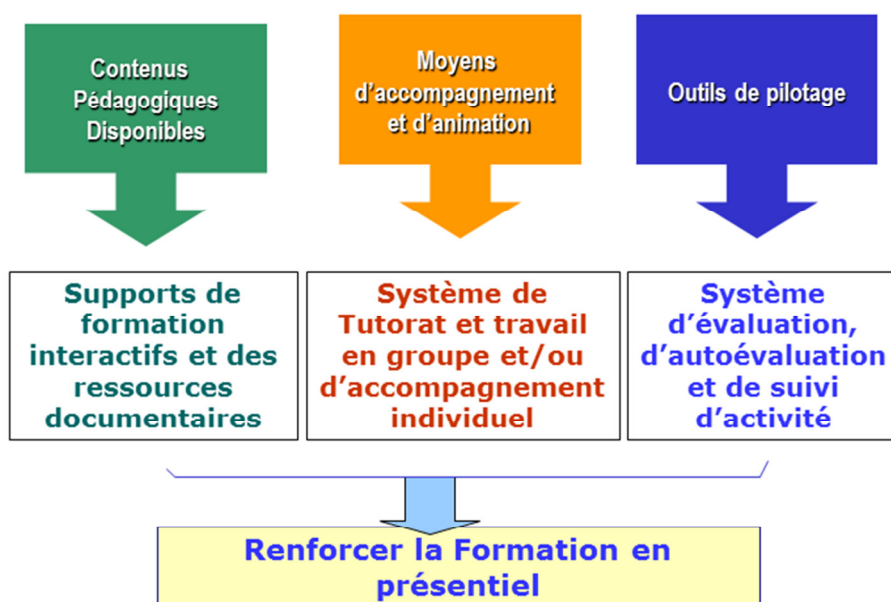 Contenus
Pédagogiques
Disponibles
Moyens
d'accompagnement
et d'animation
Outils de pilotage
Supports de
formation
interactifs et des
ressources
documentaires
Système de
Tutorat et travail
en groupe et/ou
d'accompagnement
individuel
Système
d'évaluation,
d'autoévaluation
et de suivi
d'activité
Renforcer la Formation en
présentiel